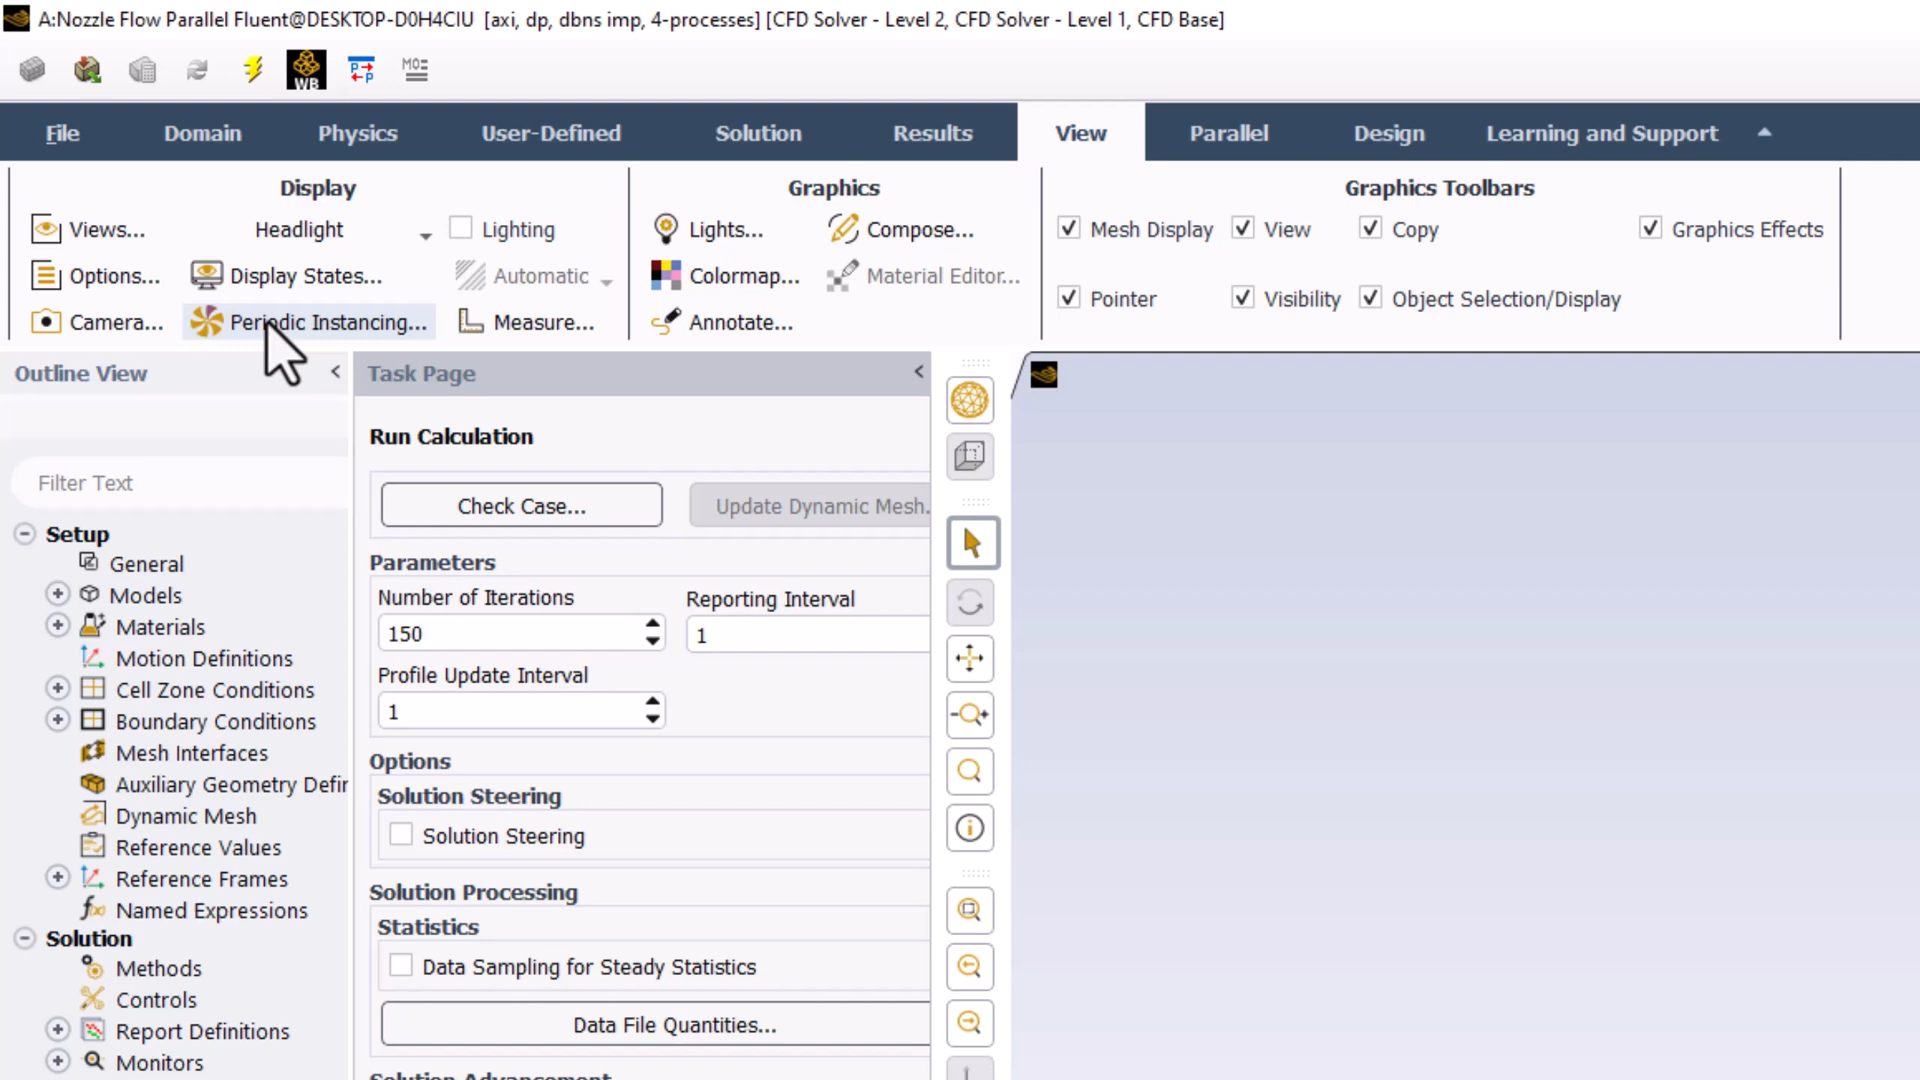 A:Nozzle Flow Parallel Fluent@DESKTOP-D0H4CIU [axi, dp, dbns imp, 4-processes] [CFD Solver - Level 2, CFD Solver - Level 1, CFD Base]
WB
P P
MO=
File Domain Physics User-Defined Solution Results View Parallel Design Learning and Support
Display Graphics Graphics Toolbars
Views... Headlight Lighting Lights... Compose... Mesh Display View Copy Graphics Effects
Options... Display States... Automatic Colormap... Material Editor...
Pointer Visibility Object Selection/Display
Camera... Periodic Instancing... Measure... Annotate...
Outline View <
Task Page <
Filter Text
Setup
General
Models
Materials
Motion Definitions
Cell Zone Conditions
Boundary Conditions
Mesh Interfaces
Auxiliary Geometry Defin
Dynamic Mesh
Reference Values
Reference Frames
Named Expressions
Solution
Methods
Controls
Report Definitions
Monitors
Run Calculation
Check Case... Update Dynamic Mesh.
Parameters
Number of Iterations Reporting Interval
150 1
Profile Update Interval
1
Options
Solution Steering
Solution Steering
Solution Processing
Statistics
Data Sampling for Steady Statistics
Data File Quantities...
Solution Advancement